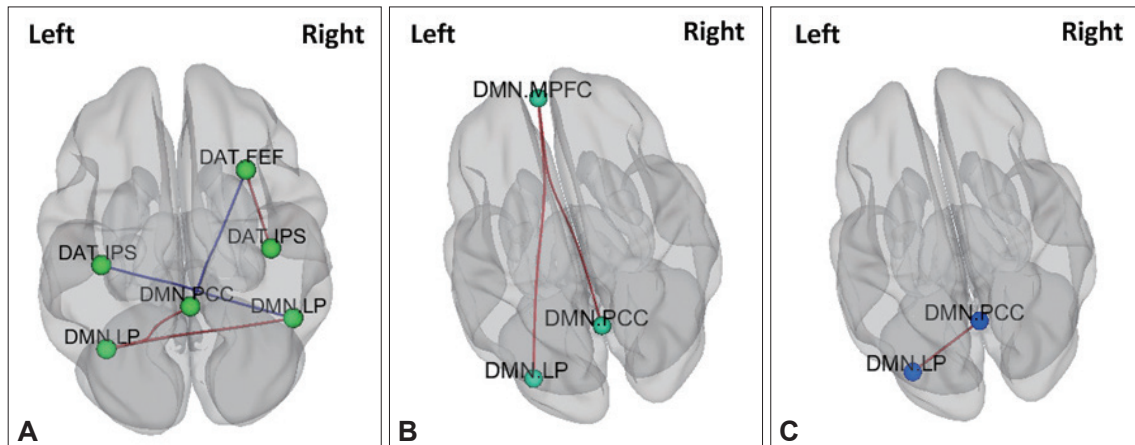 Left Right
DAT.FEF
DAT.IPS
DAT.IPS
DMN.PCC
DMN.LP
DMN.LP
A
Left Right
DMN.MPFC
DMN.PCC
DMN.LP
B
Left Right
DMN.PCC
DMN.LP
C